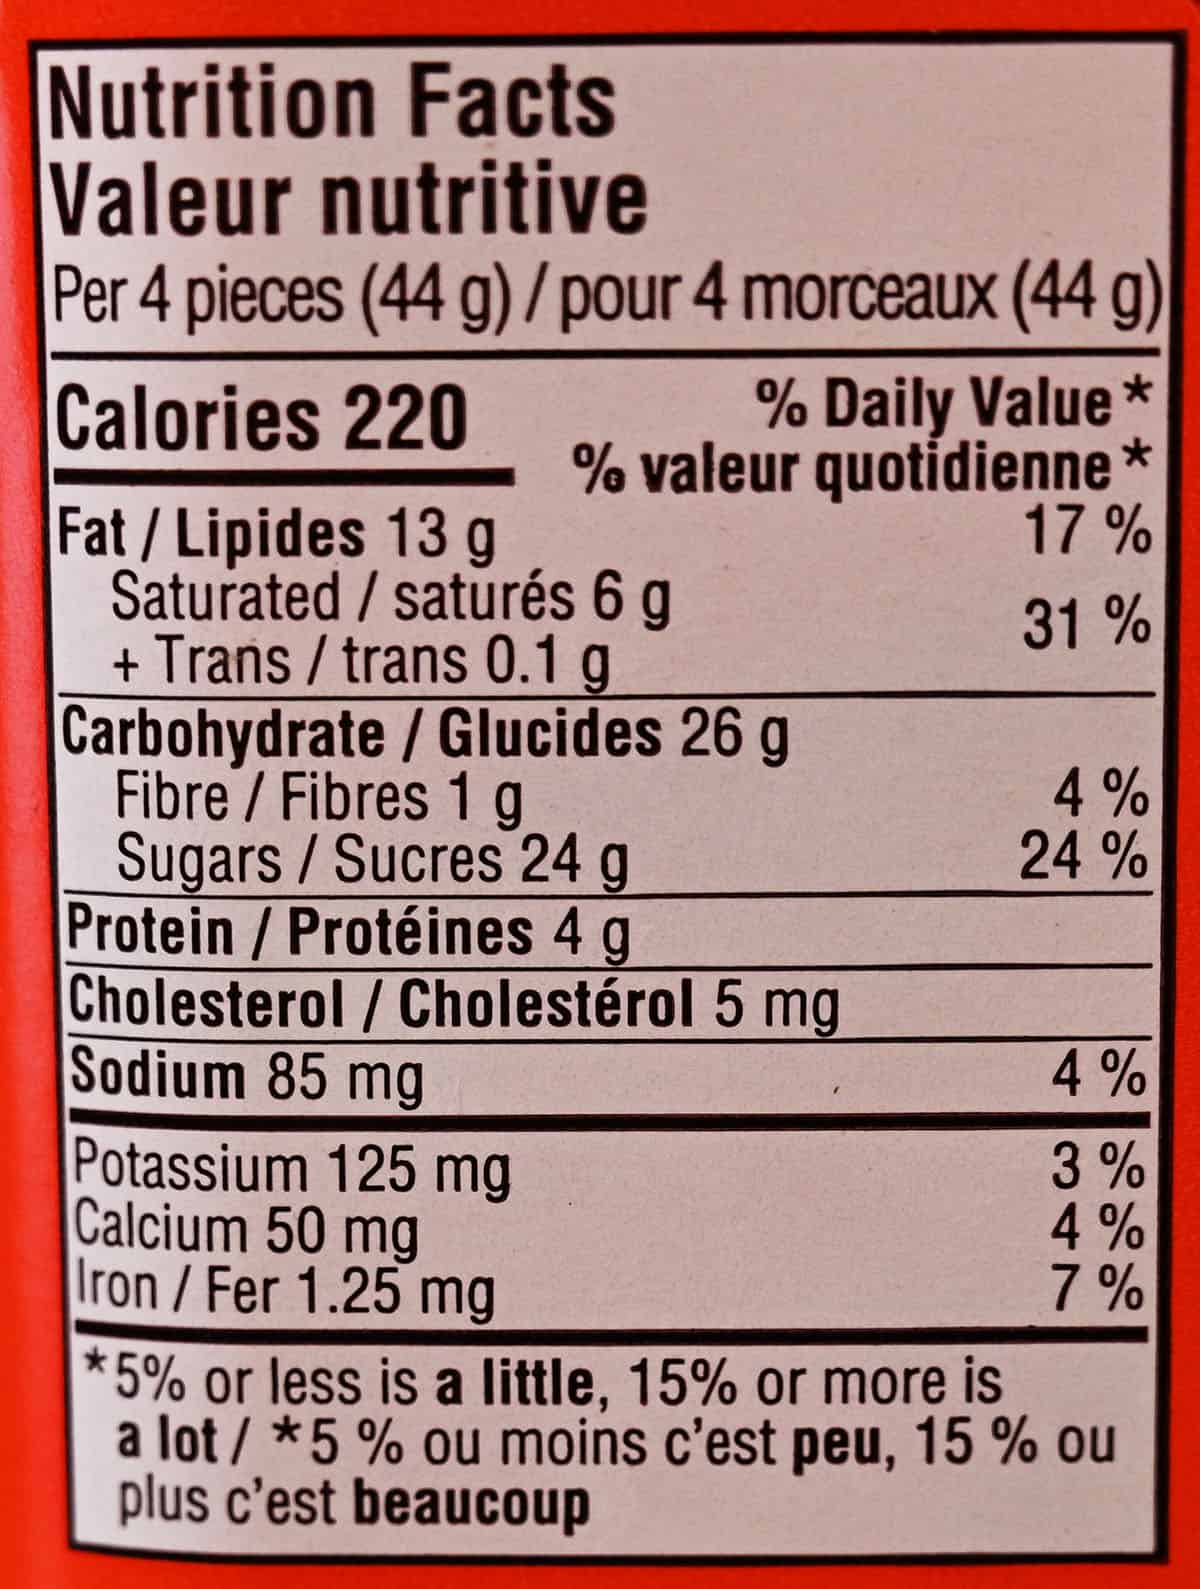 Nutrition Facts
Valeur nutritive
Per 4 pieces (44 g) / pour 4 morceaux (44 g)
Calories 220
% Daily Value *
% valeur quotidienne *
Fat / Lipides 13 g 17 %
Saturated / saturés 6 g
+ Trans / trans 0.1 g 31 %
Carbohydrate / Glucides 26 g
Fibre / Fibres 1 g 4 %
Sugars / Sucres 24 g 24 %
Protein / Protéines 4 g
Cholesterol / Cholestérol 5 mg
Sodium 85 mg 4 %
Potassium 125 mg 3 %
Calcium 50 mg 4 %
Iron / Fer 1.25 mg 7 %
*5% or less is a little, 15% or more is
a lot / *5 % ou moins c'est peu, 15 % ou
plus c'est beaucoup